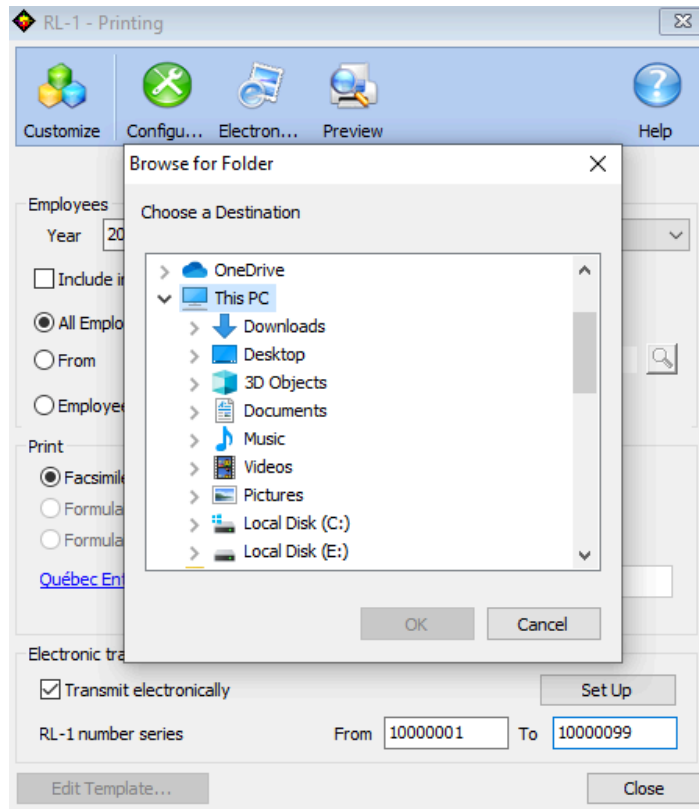 RL-1 - Printing
Customize Configu... Electron... Preview Help
Browse for Folder
Choose a Destination
OneDrive
This PC
Downloads
Desktop
3D Objects
Documents
Music
Videos
Pictures
Local Disk (C:)
Local Disk (E:)
OK Cancel
Employees
Year 20
Include i
All Emplo
From
Employee
Print
Facsimile
Formula
Formula
Québec Ent
Electronic tra
Transmit electronically Set Up
RL-1 number series From 10000001 To 10000099
Edit Template... Close